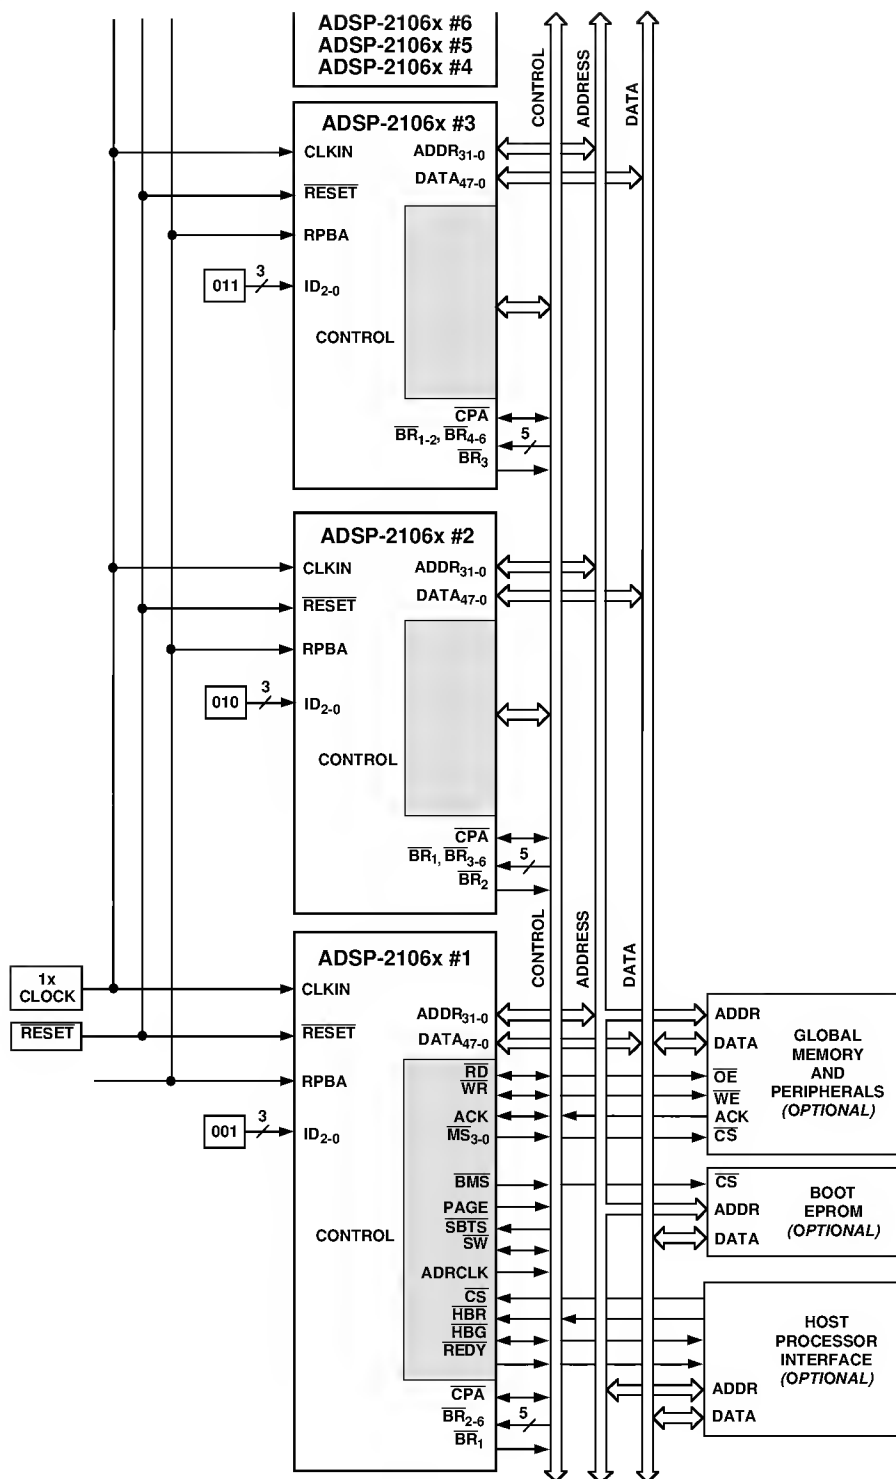 ADSP-2106x #6
ADSP-2106x #5
ADSP-2106x #4
CONTROL
ADDRESS
DATA
ADSP-2106x #3
CLKIN
ADDR31-0
DATA47-0
RESET
RPBA
011
3
ID2-0
CONTROL
CPA
BR1-2, BR4-6
5
BR3
ADSP-2106x #2
CLKIN
ADDR31-0
DATA47-0
RESET
RPBA
010
3
ID2-0
CONTROL
CPA
BR1, BR3-6
5
BR2
CONTROL
ADDRESS
DATA
ADSP-2106x #1
1x
CLOCK
CLKIN
RESET
RESET
ADDR31-0
DATA47-0
RPBA
001
3
ID2-0
CONTROL
RD
WR
ACK
MS3-0
BMS
PAGE
SBTS
SW
ADRCLK
CS
HBR
HBG
REDY
CPA
BR2-6
5
BR1
ADDR
DATA
OE
WE
ACK
CS
GLOBAL
MEMORY
AND
PERIPHERALS
(OPTIONAL)
CS
ADDR
DATA
BOOT
EPROM
(OPTIONAL)
HOST
PROCESSOR
INTERFACE
(OPTIONAL)
ADDR
DATA